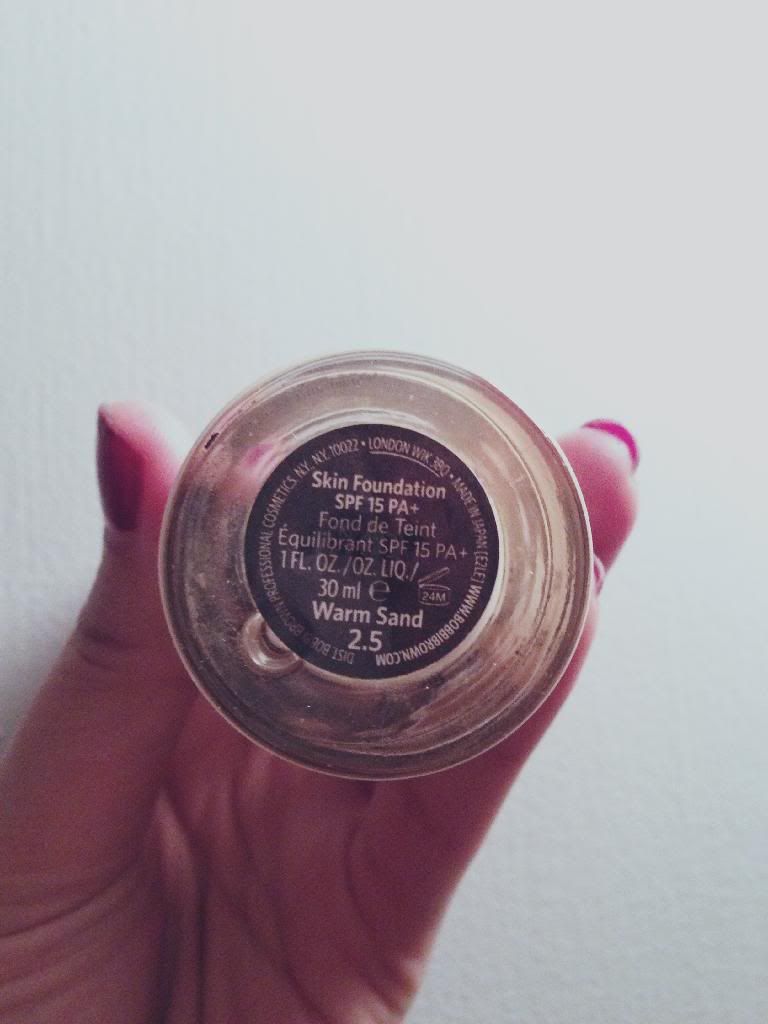 Skin Foundation
SPF 15 PA+
Fond de Teint
Équilibrant SPF 15 PA+
1 FL. OZ./OZ. LIQ./
30 ml e
24M
Warm Sand
2.5
DIST. BOBBI BROWN PROFESSIONAL COSMETICS, N.Y., N.Y. 10022 • LONDON W1K 3BQ • MADE IN JAPAN [EZLE] WWW.BOBBIBROWN.COM